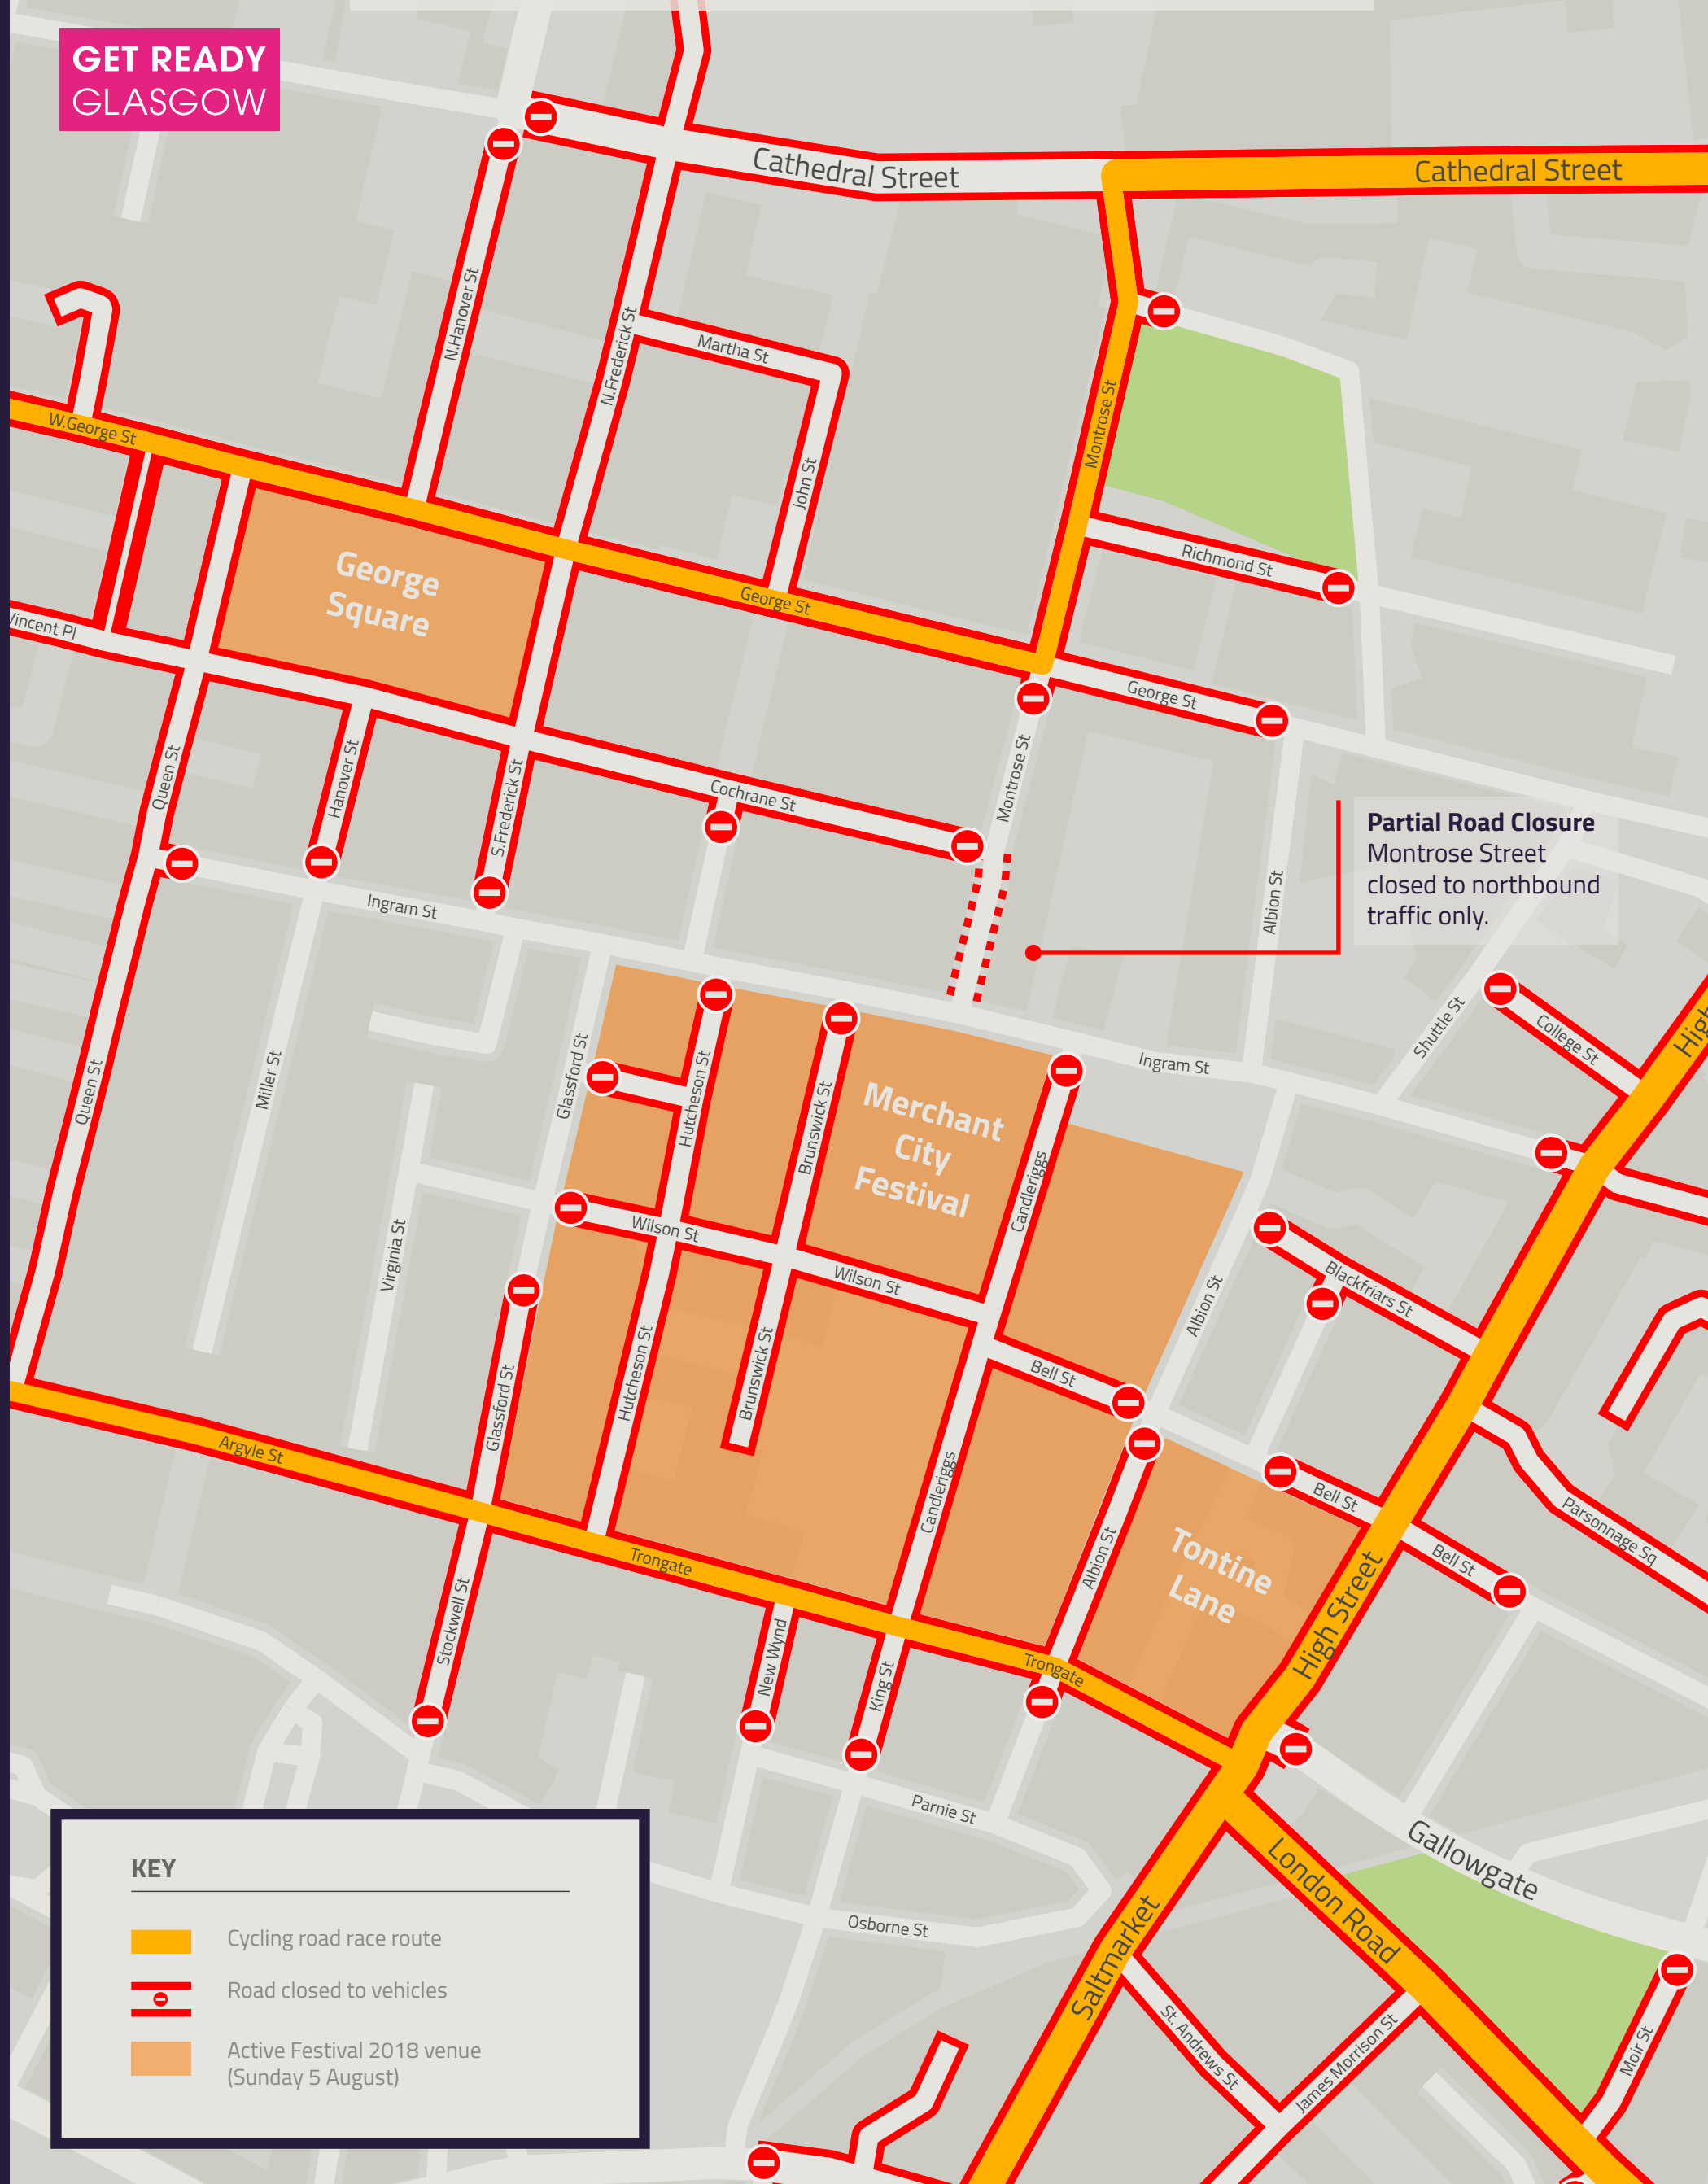 GET READY
GLASGOW
Cathedral Street
Cathedral Street
N.Hanover St
N.Frederick St
Martha St
John St
Montrose St
W.George St
George
Square
George St
Richmond St
Vincent Pl
George St
Queen St
Hanover St
S.Frederick St
Cochrane St
Montrose St
Partial Road Closure
Montrose Street
closed to northbound
traffic only.
Albion St
Ingram St
Shuttle St
College St
High
Ingram St
Queen St
Miller St
Glassford St
Hutcheson St
Brunswick St
Merchant
City
Festival
Candleriggs
Virginia St
Wilson St
Wilson St
Albion St
Blackfriars St
Glassford St
Hutcheson St
Brunswick St
Bell St
Argyle St
Candleriggs
Albion St
Bell St
Bell St
Parsonnage Sq
Tontine
Lane
High Street
Trongate
Stockwell St
New Wynd
King St
Trongate
Parnie St
Gallowgate
London Road
Osborne St
Saltmarket
St. Andrews St
James Morrison St
Moir St
KEY
Cycling road race route
Road closed to vehicles
Active Festival 2018 venue
(Sunday 5 August)